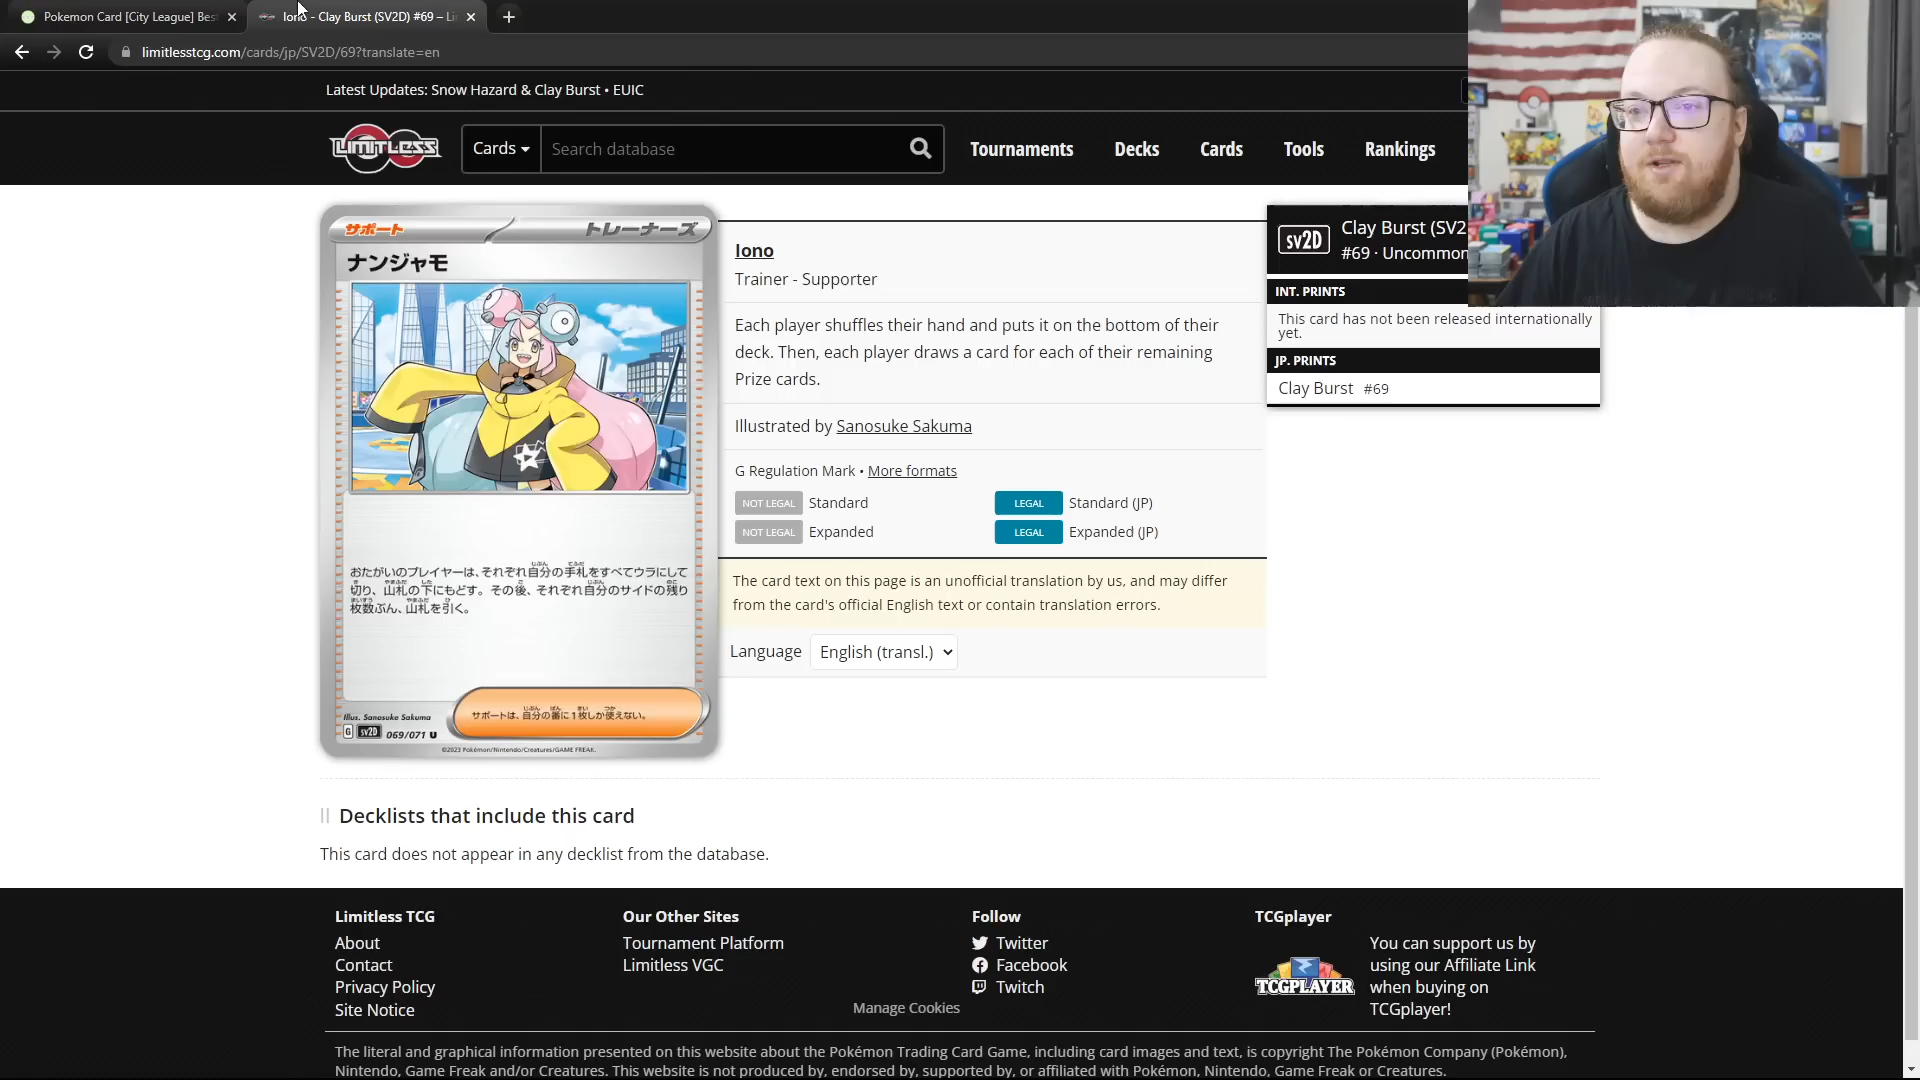 Pokemon Card [City League] Bes
Iono - Clay Burst (SV2D) #69 – Li
limitlesstcg.com/cards/jp/SV2D/69?translate=en
Latest Updates: Snow Hazard & Clay Burst • EUIC
LIMITLESS
Cards
Search database
Tournaments
Decks
Cards
Tools
Rankings
サポート
トレーナーズ
ナンジャモ
おたがいのプレイヤーは、それぞれ自分の手札をすべてウラにして
切り、山札の下にもどす。その後、それぞれ自分のサイドの残り
枚数ぶん、山札を引く。
サポートは、自分の番に1枚しか使えない。
Illus. Sanosuke Sakuma
G sv2D 069/071 U
©2023 Pokémon/Nintendo/Creatures/GAME FREAK.
Iono
Trainer - Supporter
Each player shuffles their hand and puts it on the bottom of their
deck. Then, each player draws a card for each of their remaining
Prize cards.
Illustrated by Sanosuke Sakuma
G Regulation Mark • More formats
NOT LEGAL Standard
LEGAL Standard (JP)
NOT LEGAL Expanded
LEGAL Expanded (JP)
The card text on this page is an unofficial translation by us, and may differ
from the card's official English text or contain translation errors.
Language English (transl.)
sv2D
Clay Burst (SV2
#69 · Uncommon
INT. PRINTS
This card has not been released internationally
yet.
JP. PRINTS
Clay Burst #69
Decklists that include this card
This card does not appear in any decklist from the database.
Limitless TCG
About
Contact
Privacy Policy
Site Notice
Our Other Sites
Tournament Platform
Limitless VGC
Follow
Twitter
Facebook
Twitch
Manage Cookies
TCGplayer
TCGPLAYER
You can support us by
using our Affiliate Link
when buying on
TCGplayer!
The literal and graphical information presented on this website about the Pokémon Trading Card Game, including card images and text, is copyright The Pokémon Company (Pokémon),
Nintendo, Game Freak and/or Creatures. This website is not produced by, endorsed by, supported by, or affiliated with Pokémon, Nintendo, Game Freak or Creatures.